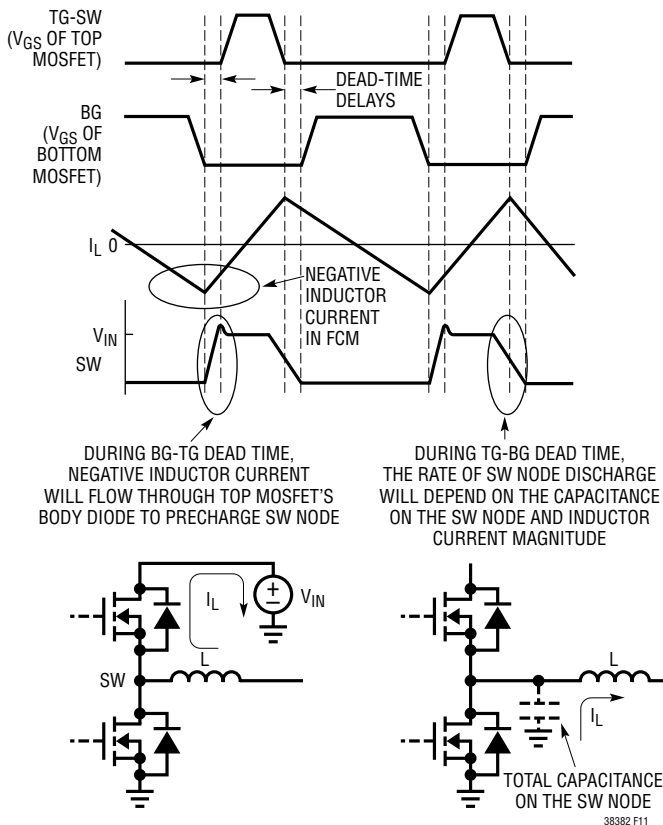 TG-SW
(VGS OF TOP
MOSFET)
DEAD-TIME
DELAYS
BG
(VGS OF
BOTTOM
MOSFET)
IL 0
NEGATIVE
INDUCTOR
CURRENT
IN FCM
VIN
SW
DURING BG-TG DEAD TIME,
NEGATIVE INDUCTOR CURRENT
WILL FLOW THROUGH TOP MOSFET'S
BODY DIODE TO PRECHARGE SW NODE
DURING TG-BG DEAD TIME,
THE RATE OF SW NODE DISCHARGE
WILL DEPEND ON THE CAPACITANCE
ON THE SW NODE AND INDUCTOR
CURRENT MAGNITUDE
IL
+
–
VIN
L
SW
L
IL
TOTAL CAPACITANCE
ON THE SW NODE
38382 F11